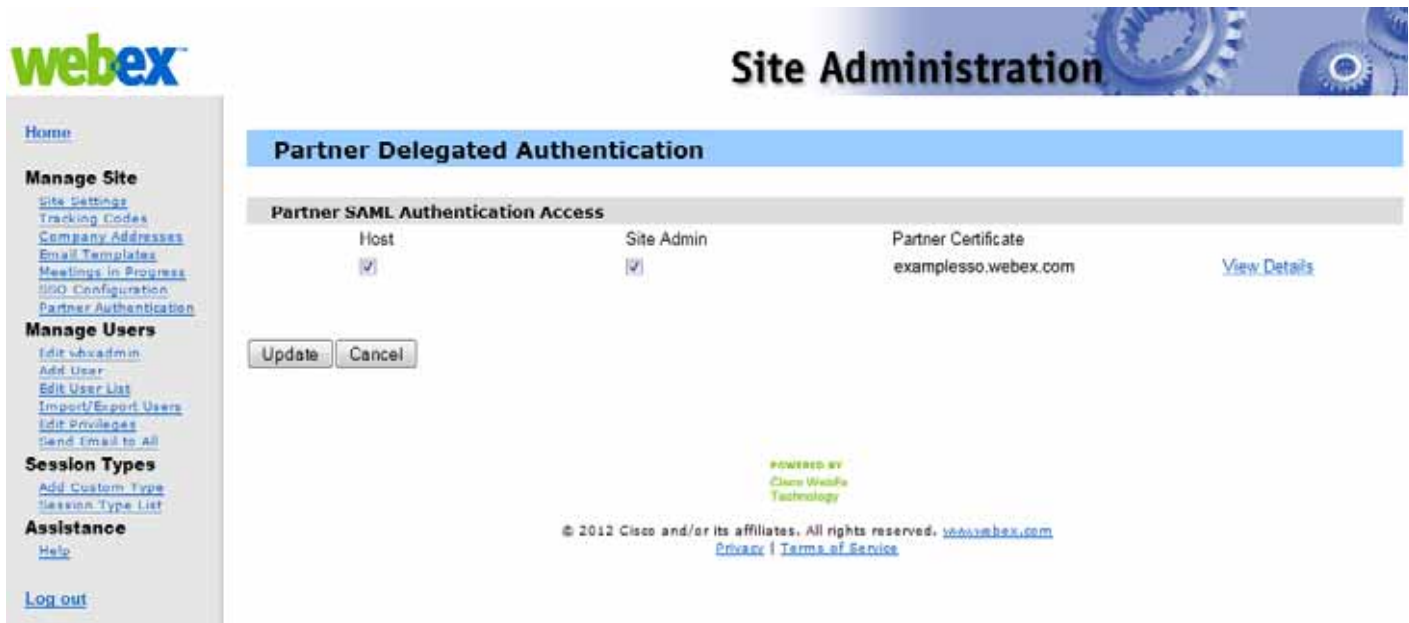 webex
Site Administration
Home
Manage Site
Site Settings
Tracking Codes
Company Addresses
Email Templates
Meetings in Progress
SSO Configuration
Partner Authentication
Manage Users
Edit wbxadmin
Add User
Edit User List
Import/Export Users
Edit Privileges
Send Email to All
Session Types
Add Custom Type
Session Type List
Assistance
Help
Log out
Partner Delegated Authentication
Partner SAML Authentication Access
Host Site Admin Partner Certificate
examplesso.webex.com View Details
Update Cancel
POWERED BY
Cisco WebEx
Technology
© 2012 Cisco and/or its affiliates. All rights reserved. www.webex.com
Privacy | Terms of Service